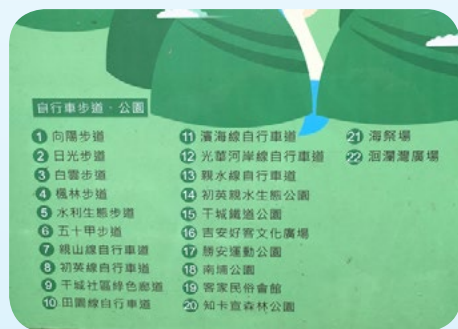 自行車步道・公園
1 向陽步道
2 日光步道
3 白雲步道
4 楓林步道
5 水利生態步道
6 五十甲步道
7 親山線自行車道
8 初英線自行車道
9 干城社區綠色廊道
10 田園線自行車道
11 濱海線自行車道
12 光華河岸線自行車道
13 親水線自行車道
14 初英親水生態公園
15 干城鐵道公園
16 吉安好客文化廣場
17 勝安運動公園
18 南埔公園
19 客家民俗會館
20 知卡宣森林公園
21 海祭場
22 洄瀾灣廣場